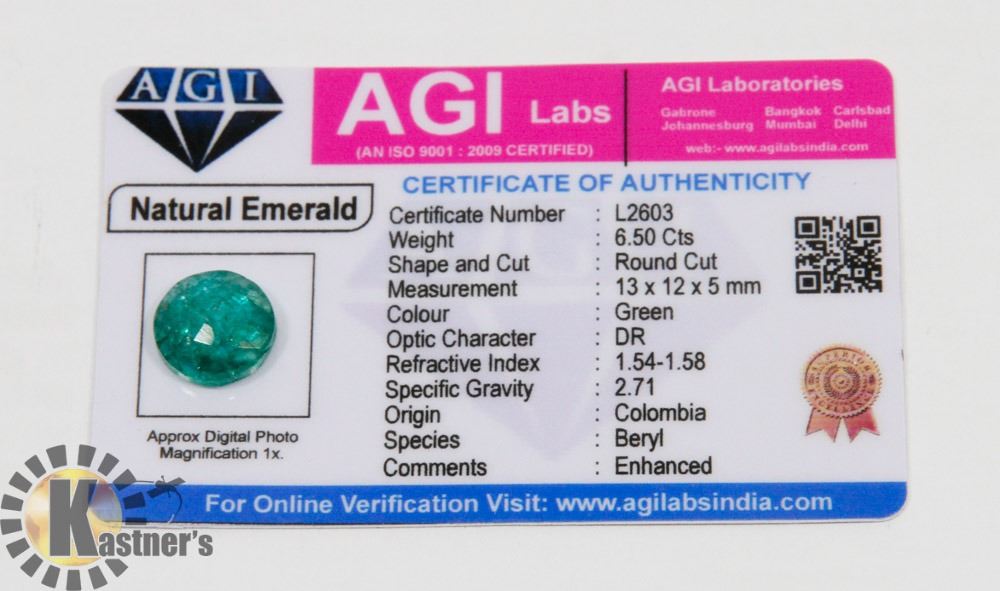 AGI
AGI Labs
(AN ISO 9001 : 2009 CERTIFIED)
AGI Laboratories
Gabrone Bangkok Carlsbad
Johannesburg Mumbai Delhi
web:- www.agilabsindia.com
CERTIFICATE OF AUTHENTICITY
Natural Emerald
Certificate Number : L2603
Weight : 6.50 Cts
Shape and Cut : Round Cut
Measurement : 13 x 12 x 5 mm
Colour : Green
Optic Character : DR
Refractive Index : 1.54-1.58
Specific Gravity : 2.71
Origin : Colombia
Species : Beryl
Comments : Enhanced
Approx Digital Photo
Magnification 1x.
For Online Verification Visit: www.agilabsindia.com
Kastner's